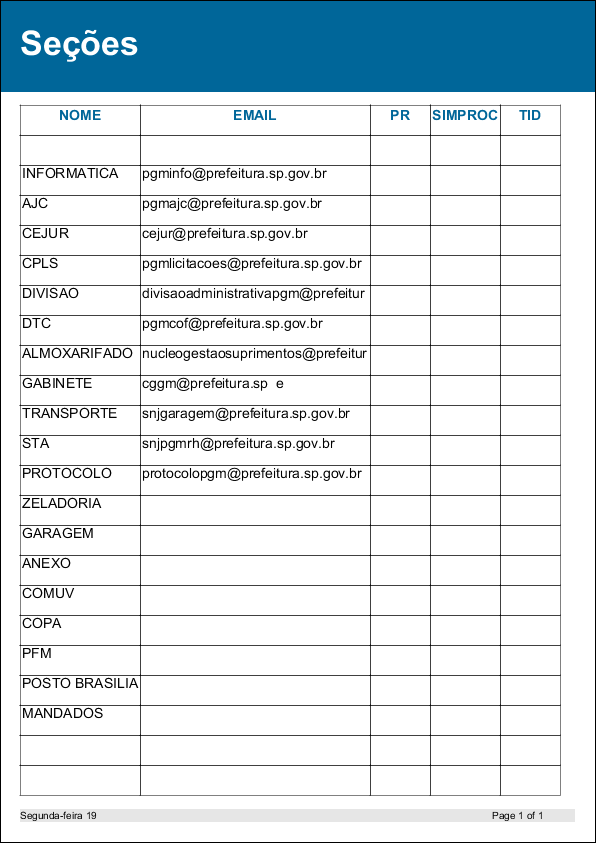 Seções
NOME EMAIL PR SIMPROC TID
INFORMATICA pgminfo@prefeitura.sp.gov.br
AJC pgmajc@prefeitura.sp.gov.br
CEJUR cejur@prefeitura.sp.gov.br
CPLS pgmlicitacoes@prefeitura.sp.gov.br
DIVISAO divisaoadministrativapgm@prefeitur
DTC pgmcof@prefeitura.sp.gov.br
ALMOXARIFADO nucleogestaosuprimentos@prefeitur
GABINETE cggm@prefeitura.sp e
TRANSPORTE snjgaragem@prefeitura.sp.gov.br
STA snjpgmrh@prefeitura.sp.gov.br
PROTOCOLO protocolopgm@prefeitura.sp.gov.br
ZELADORIA
GARAGEM
ANEXO
COMUV
COPA
PFM
POSTO BRASILIA
MANDADOS
Segunda-feira 19 Page 1 of 1